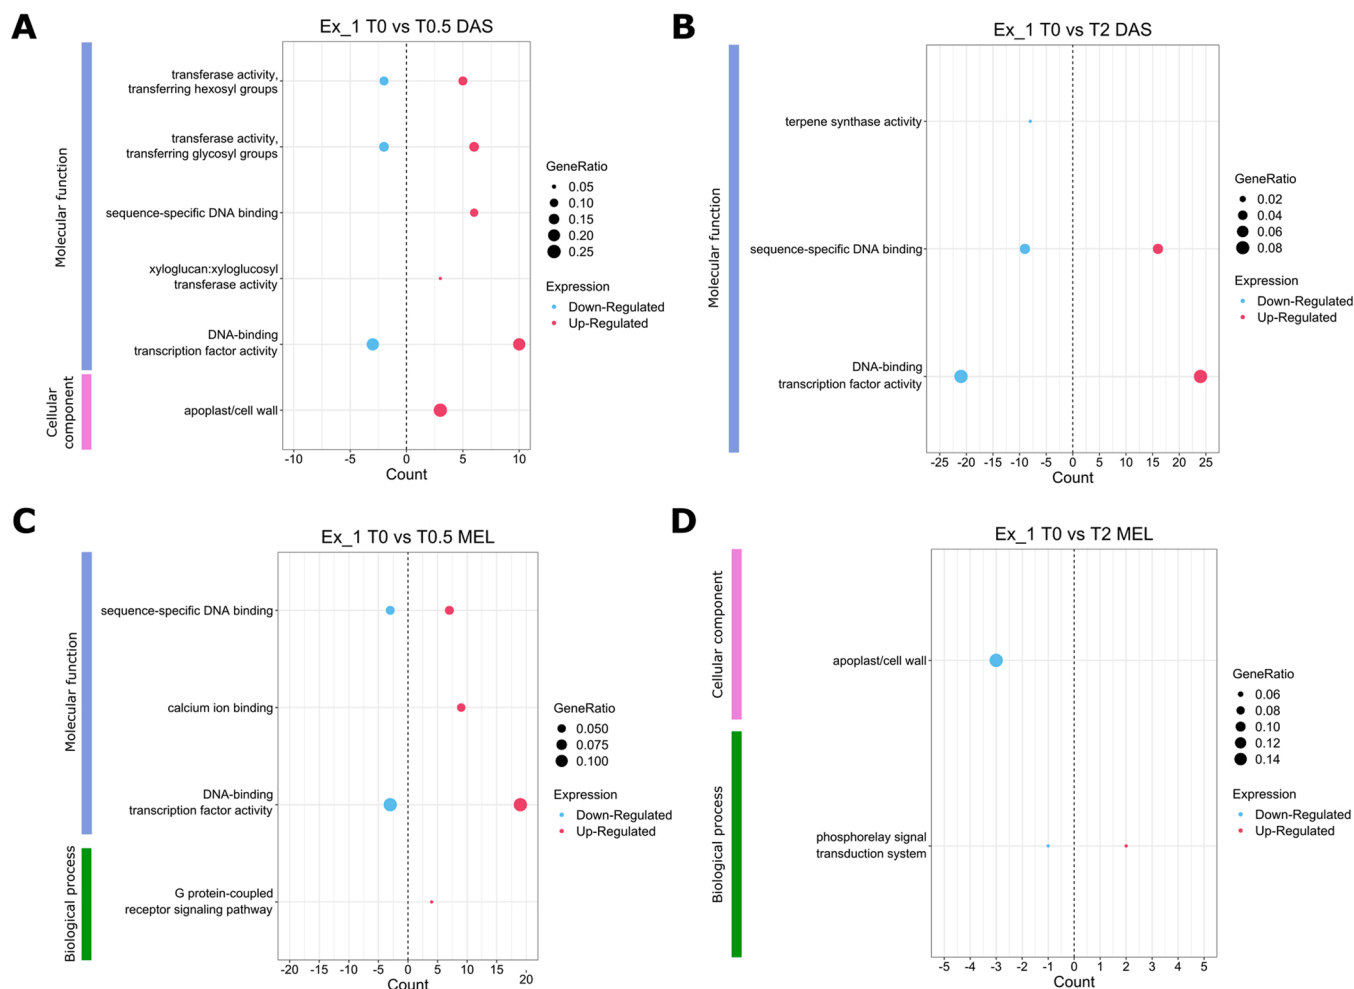 A
Ex_1 T0 vs T0.5 DAS
Molecular function
Cellular
component
transferase activity,
transferring hexosyl groups
transferase activity,
transferring glycosyl groups
sequence-specific DNA binding
xyloglucan:xyloglucosyl
transferase activity
DNA-binding
transcription factor activity
apoplast/cell wall
-10 -5 0 5 10
Count
GeneRatio
0.05
0.10
0.15
0.20
0.25
Expression
Down-Regulated
Up-Regulated
B
Ex_1 T0 vs T2 DAS
Molecular function
terpene synthase activity
sequence-specific DNA binding
DNA-binding
transcription factor activity
-25 -20 -15 -10 -5 0 5 10 15 20 25
Count
GeneRatio
0.02
0.04
0.06
0.08
Expression
Down-Regulated
Up-Regulated
C
Ex_1 T0 vs T0.5 MEL
Molecular function
Biological process
sequence-specific DNA binding
calcium ion binding
DNA-binding
transcription factor activity
G protein-coupled
receptor signaling pathway
-20 -15 -10 -5 0 5 10 15 20
Count
GeneRatio
0.050
0.075
0.100
Expression
Down-Regulated
Up-Regulated
D
Ex_1 T0 vs T2 MEL
Cellular component
Biological process
apoplast/cell wall
phosphorelay signal
transduction system
-5 -4 -3 -2 -1 0 1 2 3 4 5
Count
GeneRatio
0.06
0.08
0.10
0.12
0.14
Expression
Down-Regulated
Up-Regulated